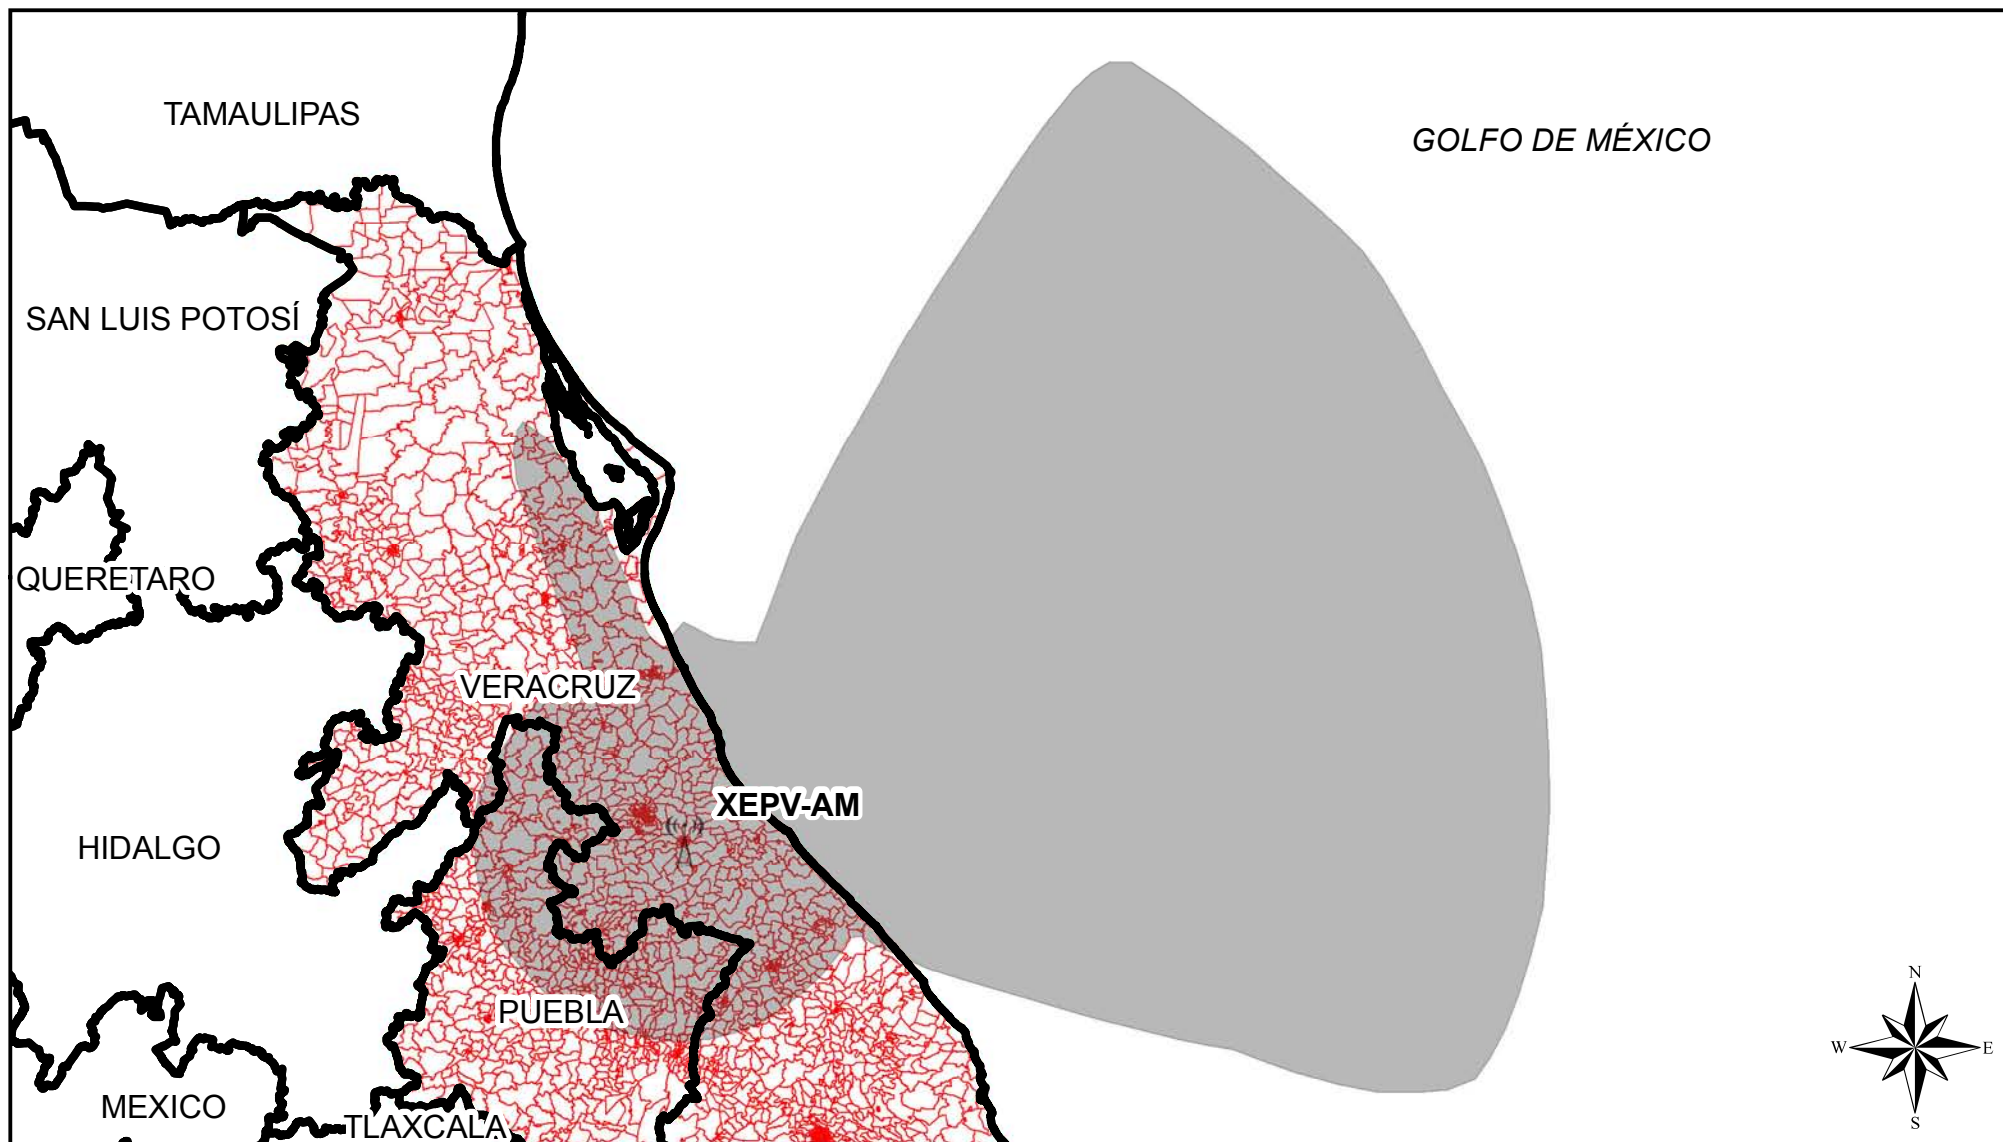 TAMAULIPAS
GOLFO DE MÉXICO
SAN LUIS POTOSÍ
QUERETARO
VERACRUZ
XEPV-AM
HIDALGO
PUEBLA
MEXICO
TLAXCALA
N
W
E
S